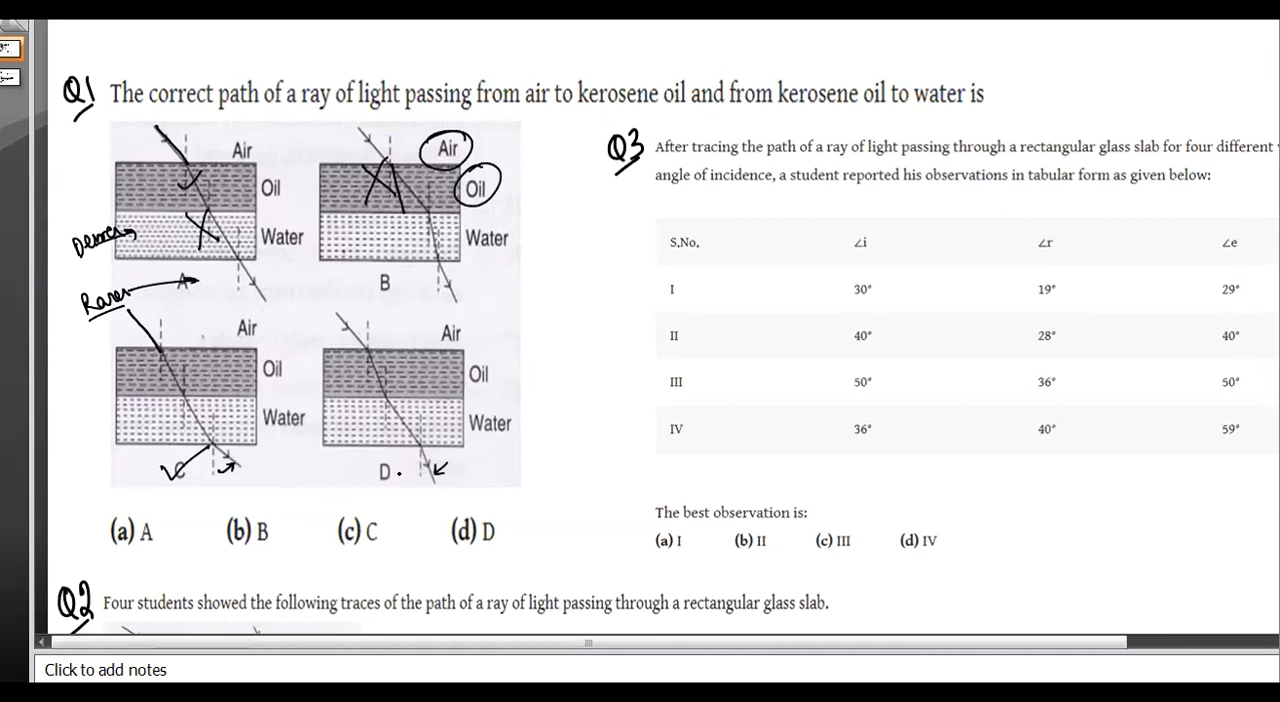 Q1 The correct path of a ray of light passing from air to kerosene oil and from kerosene oil to water is
Air
Oil
Water
A
Air
Oil
Water
B
Denser
Rarer
Air
Oil
Water
C
Air
Oil
Water
D
(a) A (b) B (c) C (d) D
Q2 Four students showed the following traces of the path of a ray of light passing through a rectangular glass slab.
Q3 After tracing the path of a ray of light passing through a rectangular glass slab for four different
angle of incidence, a student reported his observations in tabular form as given below:
S.No. ∠i ∠r ∠e
I 30° 19° 29°
II 40° 28° 40°
III 50° 36° 50°
IV 36° 40° 59°
The best observation is:
(a) I (b) II (c) III (d) IV
Click to add notes